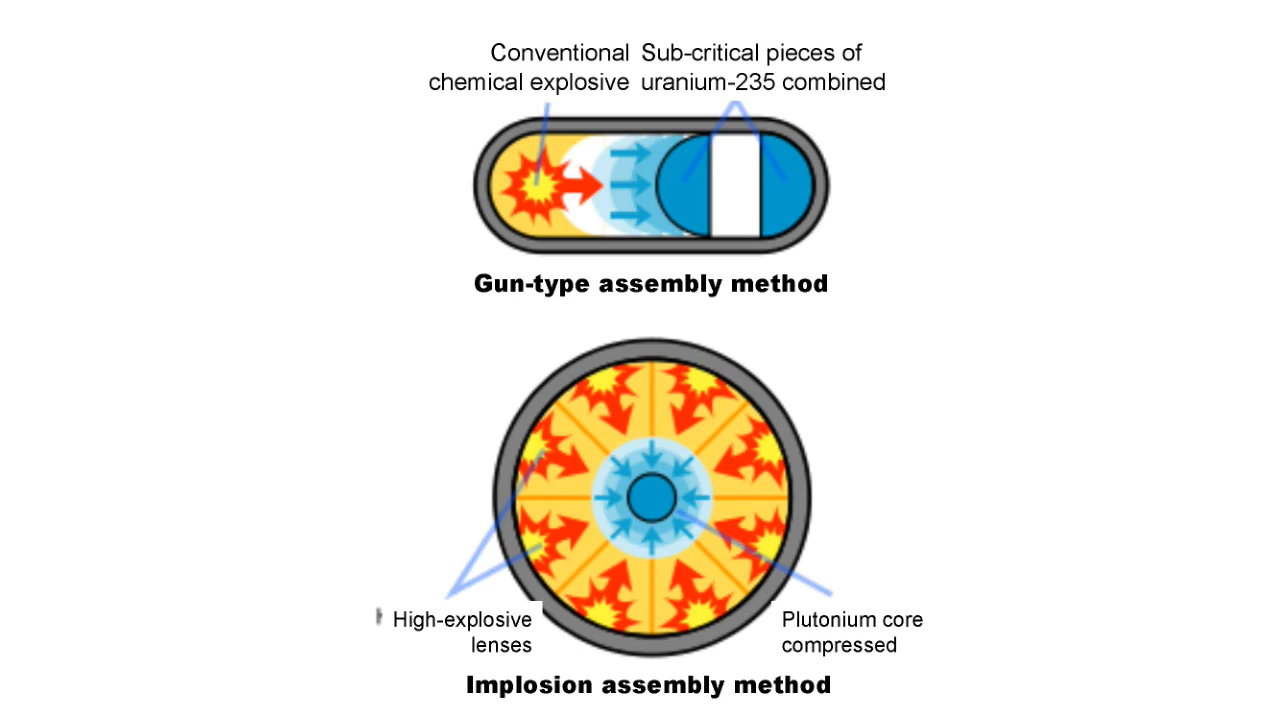 Conventional
chemical explosive
Sub-critical pieces of
uranium-235 combined
Gun-type assembly method
High-explosive
lenses
Plutonium core
compressed
Implosion assembly method